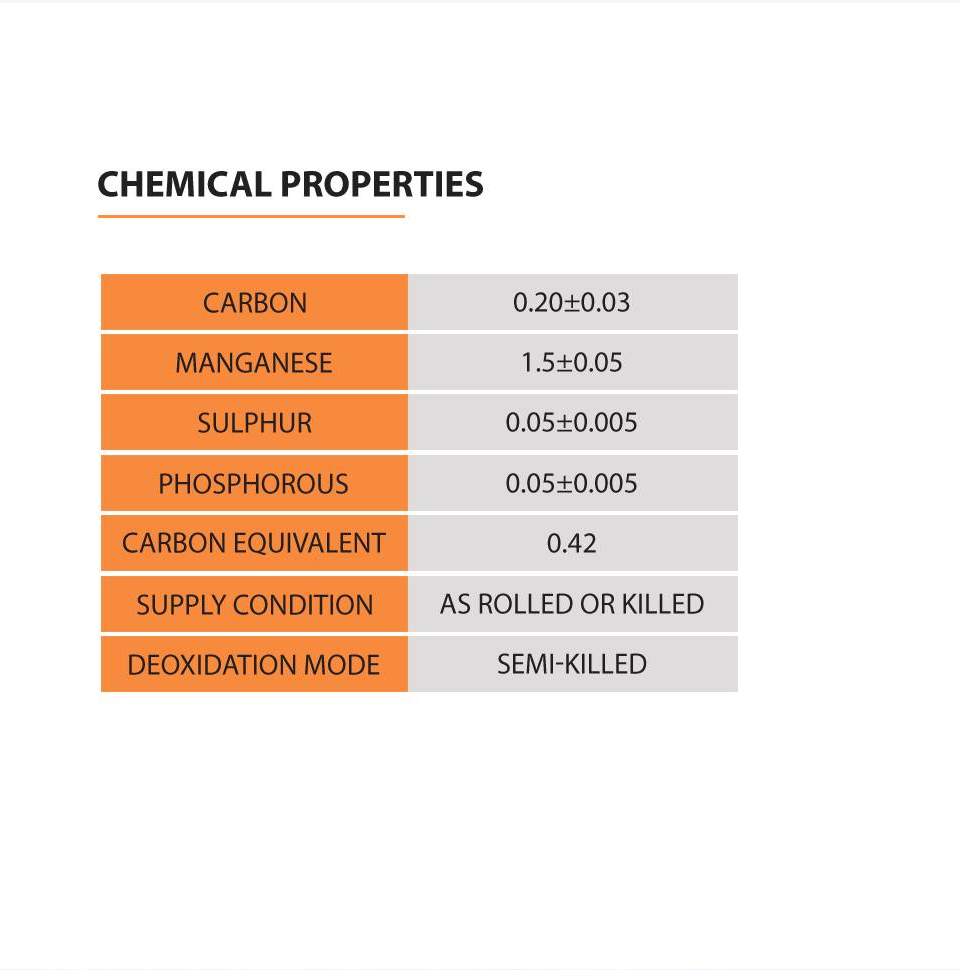 CHEMICAL PROPERTIES
CARBON 0.20±0.03
MANGANESE 1.5±0.05
SULPHUR 0.05±0.005
PHOSPHOROUS 0.05±0.005
CARBON EQUIVALENT 0.42
SUPPLY CONDITION AS ROLLED OR KILLED
DEOXIDATION MODE SEMI-KILLED